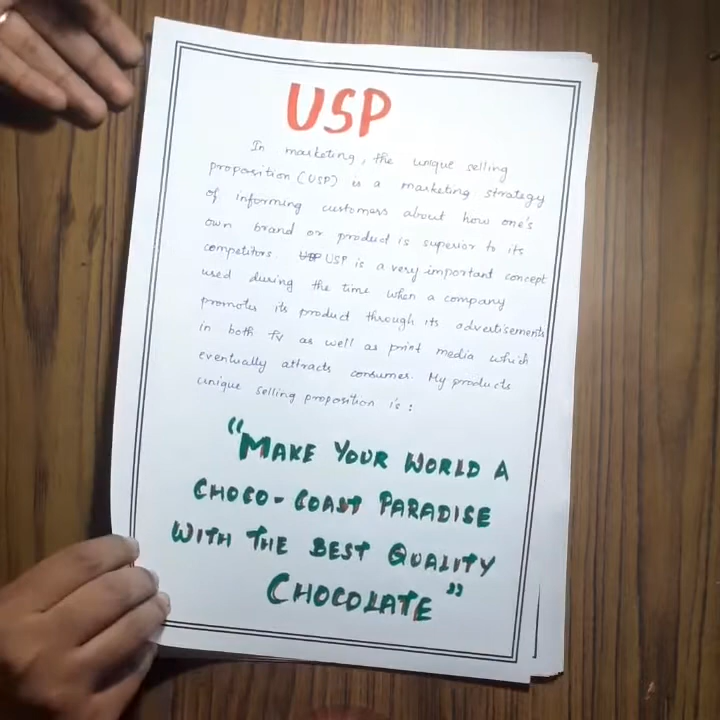 USP
In marketing, the unique selling
proposition (USP) is a marketing strategy
of informing customers about how one's
own brand or product is superior to its
competitors. USP is a very important concept
used during the time when a company
promotes its product through its advertisements
in both TV as well as print media which
eventually attracts consumer. My products
unique selling proposition is :
"MAKE YOUR WORLD A
CHOCO-COAST PARADISE
WITH THE BEST QUALITY
CHOCOLATE"